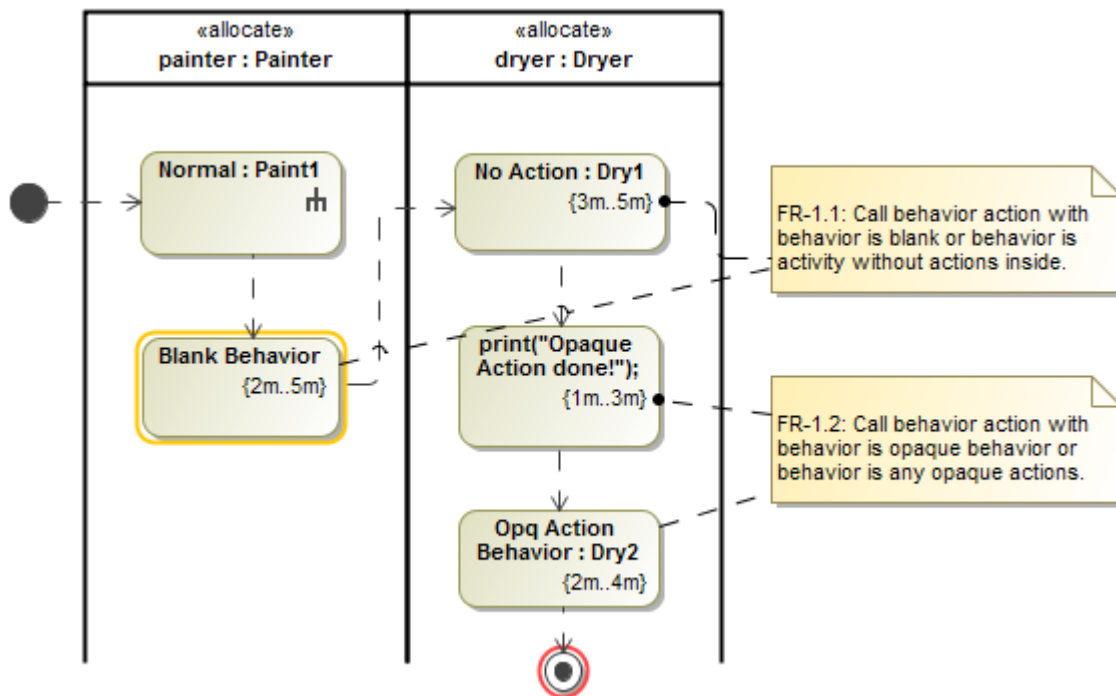 «allocate»
painter : Painter
«allocate»
dryer : Dryer
Normal : Paint1
Blank Behavior
{2m..5m}
No Action : Dry1
{3m..5m}
print("Opaque
Action done!");
{1m..3m}
Opq Action
Behavior : Dry2
{2m..4m}
FR-1.1: Call behavior action with
behavior is blank or behavior is
activity without actions inside.
FR-1.2: Call behavior action with
behavior is opaque behavior or
behavior is any opaque actions.